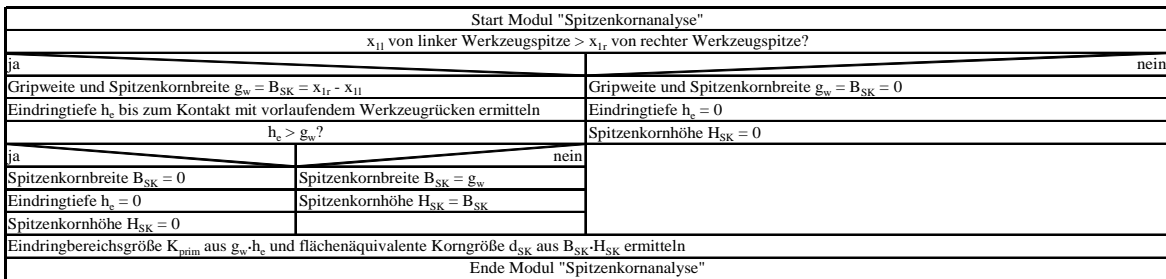 Start Modul "Spitzenkornanalyse"
x1l von linker Werkzeugspitze > x1r von rechter Werkzeugspitze?
ja
nein
Gripweite und Spitzenkornbreite gw = BSK = x1r - x1l
Eindringtiefe he bis zum Kontakt mit vorlaufendem Werkzeugrücken ermitteln
he > gw?
ja
nein
Spitzenkornbreite BSK = 0
Eindringtiefe he = 0
Spitzenkornhöhe HSK = 0
Spitzenkornbreite BSK = gw
Spitzenkornhöhe HSK = BSK
Gripweite und Spitzenkornbreite gw = BSK = 0
Eindringtiefe he = 0
Spitzenkornhöhe HSK = 0
Eindringbereichsgröße Kprim aus gw·he und flächenäquivalente Korngröße dSK aus BSK·HSK ermitteln
Ende Modul "Spitzenkornanalyse"